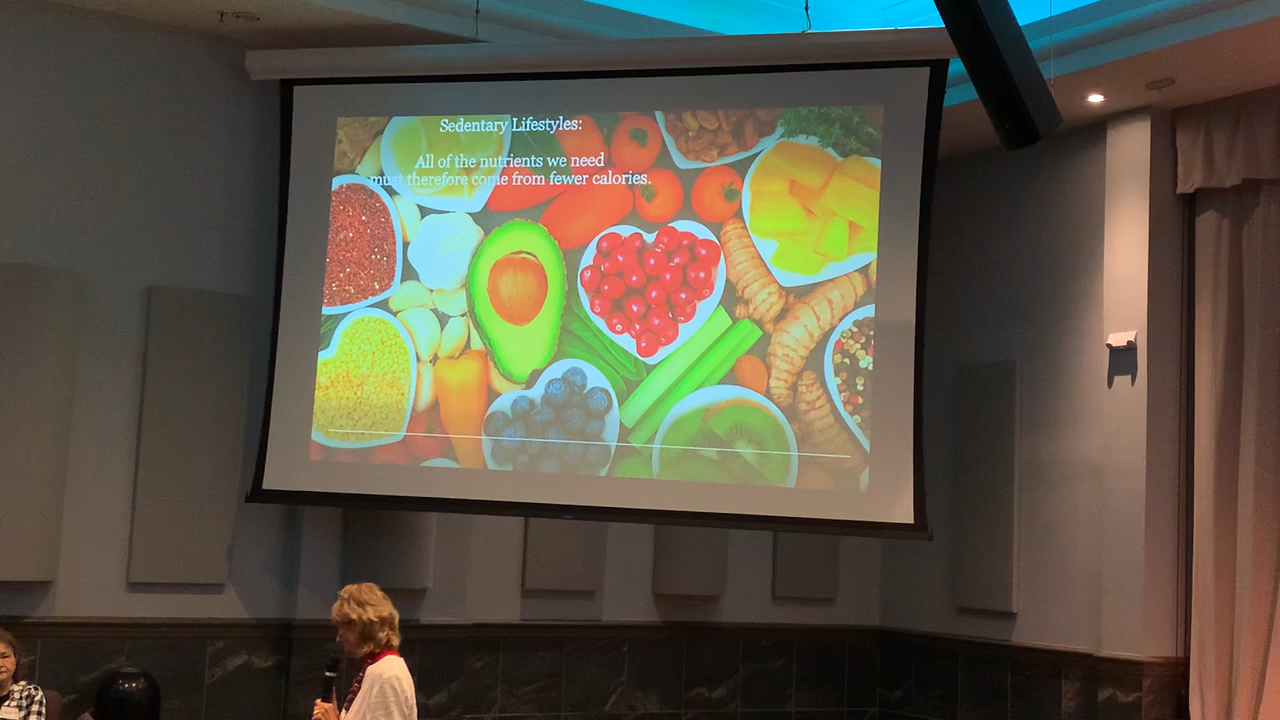 Sedentary Lifestyles:
All of the nutrients we need
must therefore come from fewer calories.